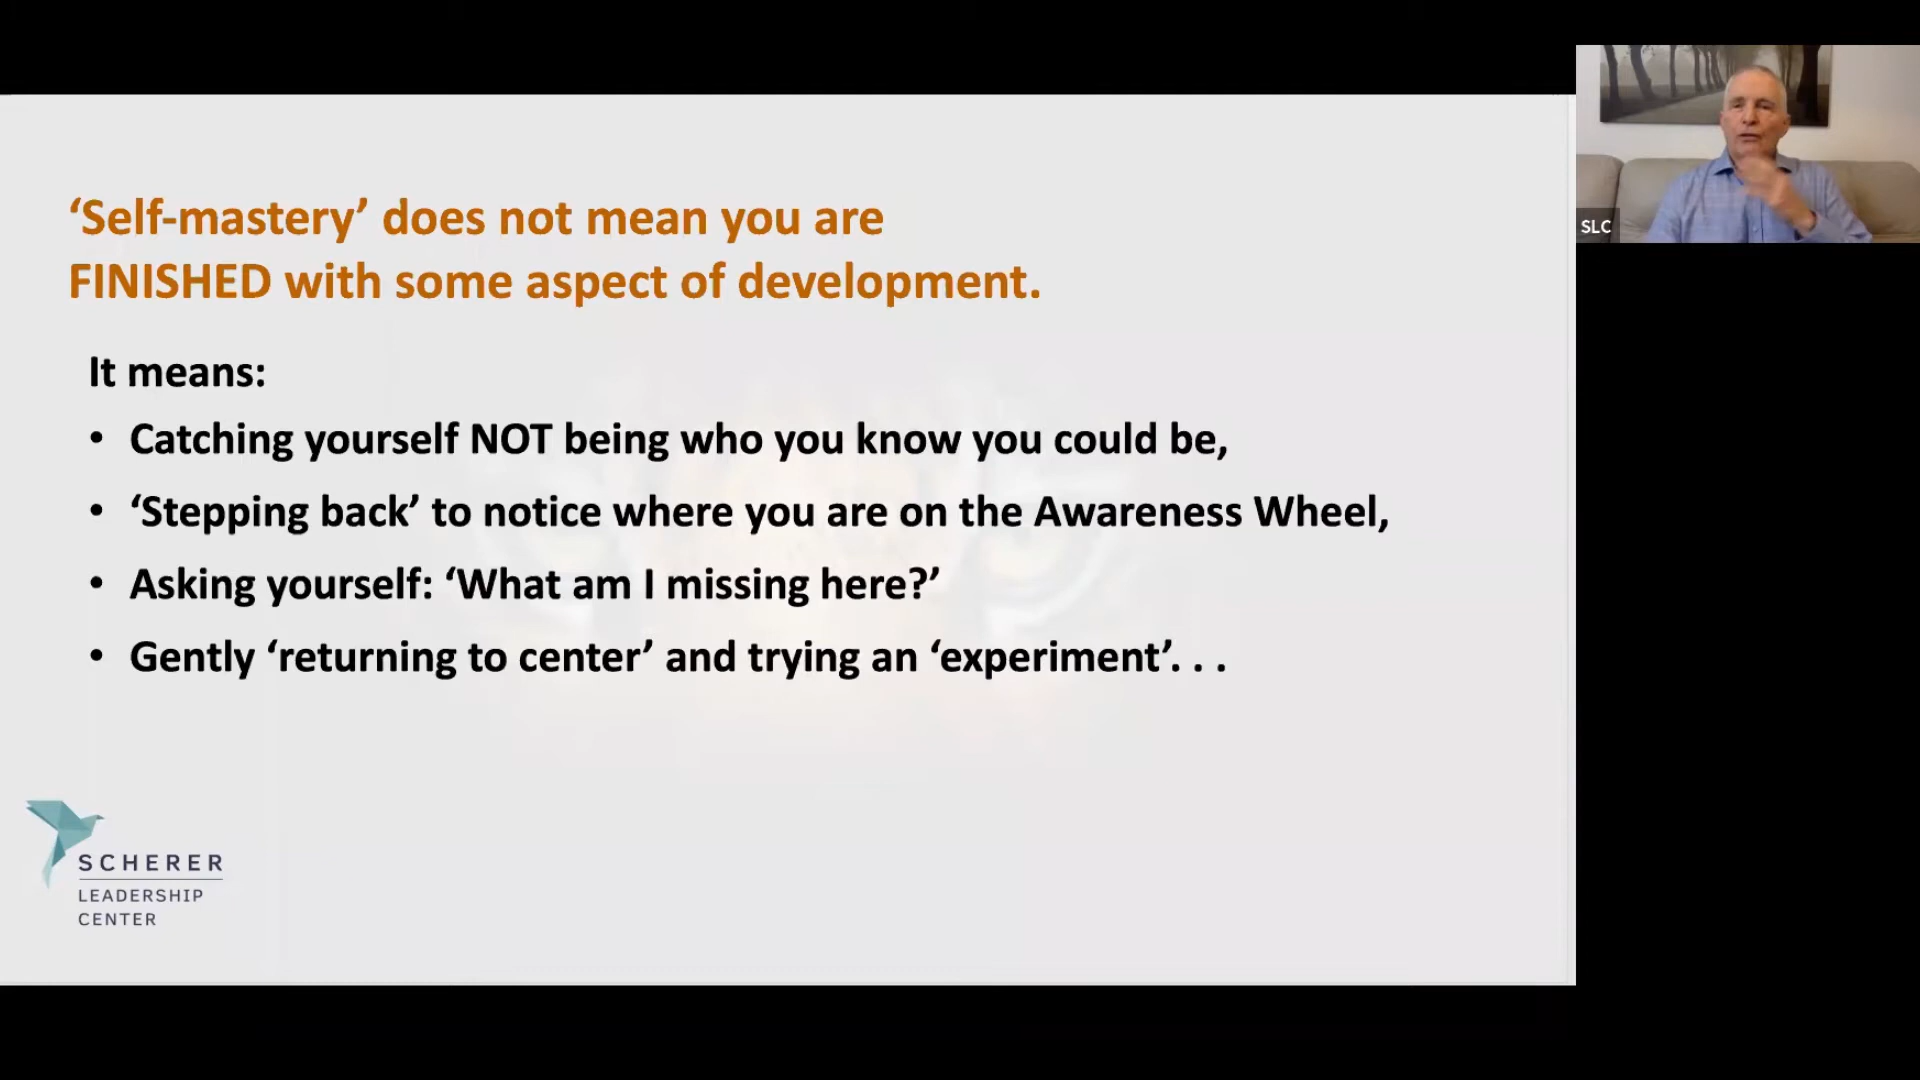 ‘Self-mastery’ does not mean you are
FINISHED with some aspect of development.
It means:
• Catching yourself NOT being who you know you could be,
• ‘Stepping back’ to notice where you are on the Awareness Wheel,
• Asking yourself: ‘What am I missing here?’
• Gently ‘returning to center’ and trying an ‘experiment’. . .
SCHERER
LEADERSHIP
CENTER
SLC